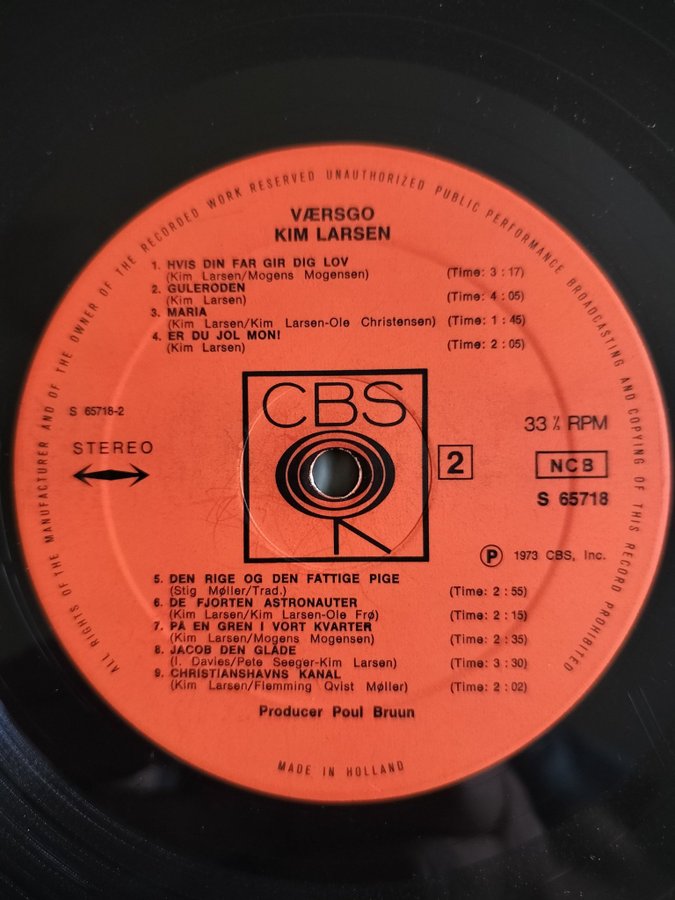 ALL RIGHTS OF THE MANUFACTURER AND OF THE OWNER OF THE RECORDED WORK RESERVED UNAUTHORIZED PUBLIC PERFORMANCE BROADCASTING AND COPYING OF THIS RECORD PROHIBITED
VÆRSGO
KIM LARSEN
1. HVIS DIN FAR GIR DIG LOV
(Kim Larsen/Mogens Mogensen) (Time: 3 : 17)
2. GULERODEN
(Kim Larsen) (Time: 4 : 05)
3. MARIA
(Kim Larsen/Kim Larsen-Ole Christensen) (Time: 1 : 45)
4. ER DU JOL MON!
(Kim Larsen) (Time: 2 : 05)
S 65718-2
STEREO
CBS
2
33 ⅓ RPM
NCB
S 65718
℗ 1973 CBS, Inc.
5. DEN RIGE OG DEN FATTIGE PIGE
(Stig Møller/Trad.) (Time: 2 : 55)
6. DE FJORTEN ASTRONAUTER
(Kim Larsen/Kim Larsen-Ole Frø) (Time: 2 : 15)
7. PÅ EN GREN I VORT KVARTER
(Kim Larsen/Mogens Mogensen) (Time: 2 : 35)
8. JACOB DEN GLADE
(I. Davies/Pete Seeger-Kim Larsen) (Time: 3 : 30)
9. CHRISTIANSHAVNS KANAL
(Kim Larsen/Flemming Qvist Møller) (Time: 2 : 02)
Producer Poul Bruun
MADE IN HOLLAND